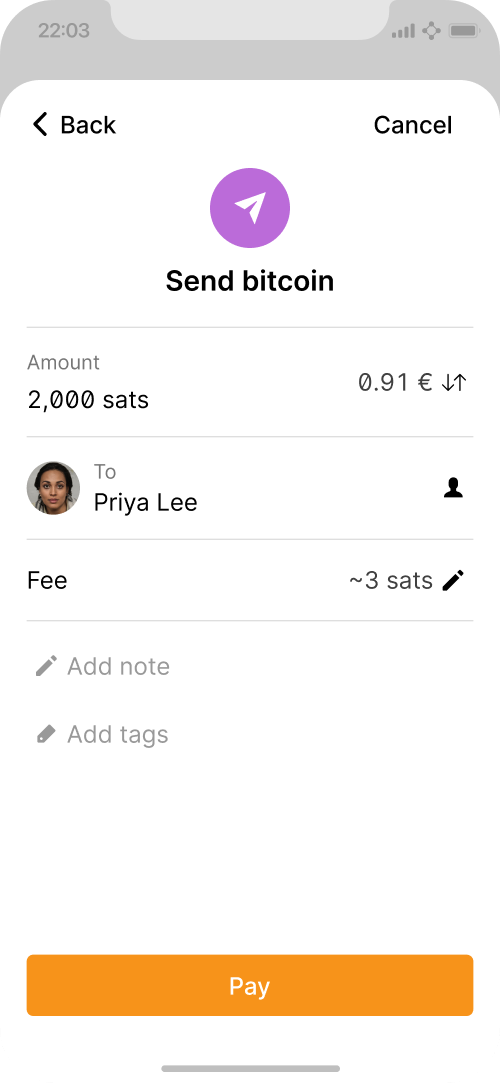 22:03
Back
Cancel
Send bitcoin
Amount
2,000 sats
0.91 €
To
Priya Lee
Fee
~3 sats
Add note
Add tags
Pay